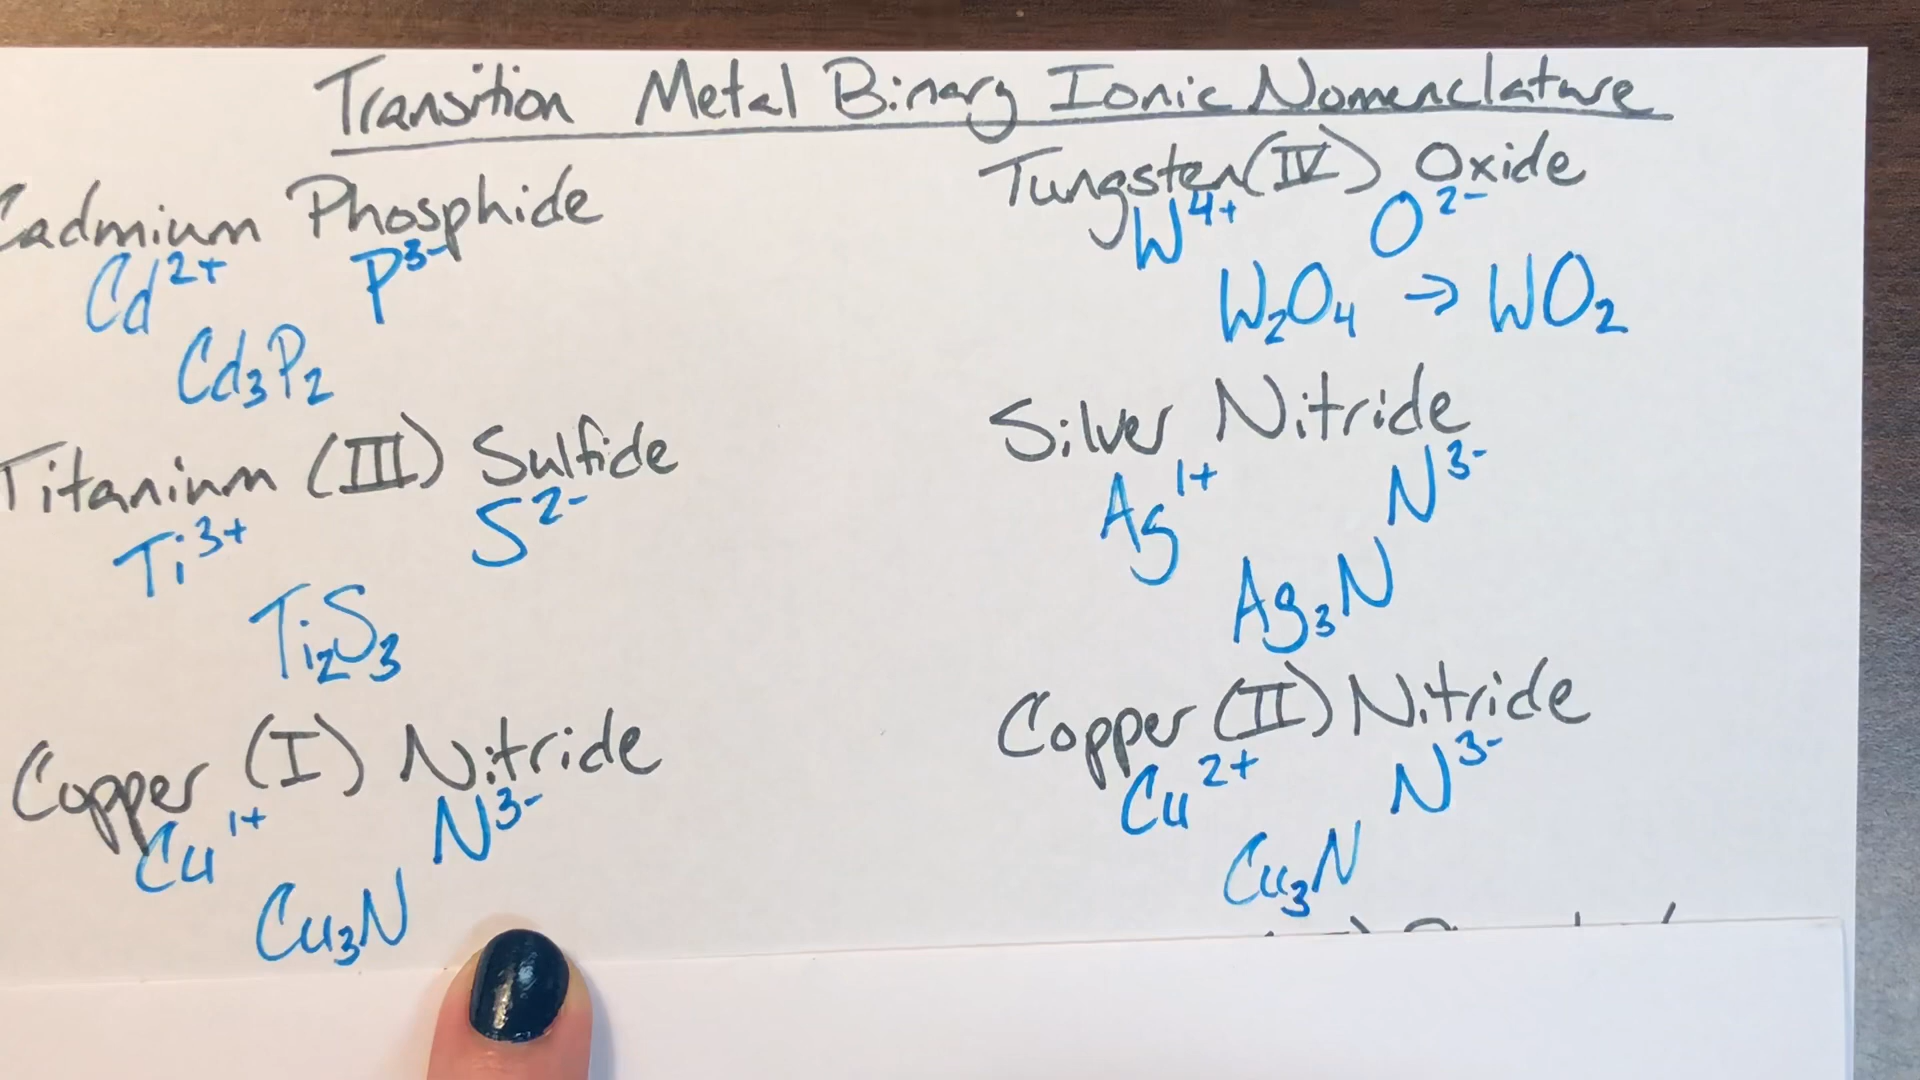 Transition Metal Binary Ionic Nomenclature
Cadmium Phosphide
Cd²⁺ P³⁻
Cd₃P₂
Titanium (III) Sulfide
Ti³⁺ S²⁻
Ti₂S₃
Copper (I) Nitride
Cu¹⁺ N³⁻
Cu₃N
Tungsten (IV) Oxide
W⁴⁺ O²⁻
W₂O₄ → WO₂
Silver Nitride
Ag¹⁺ N³⁻
Ag₃N
Copper (II) Nitride
Cu²⁺ N³⁻
Cu₃N